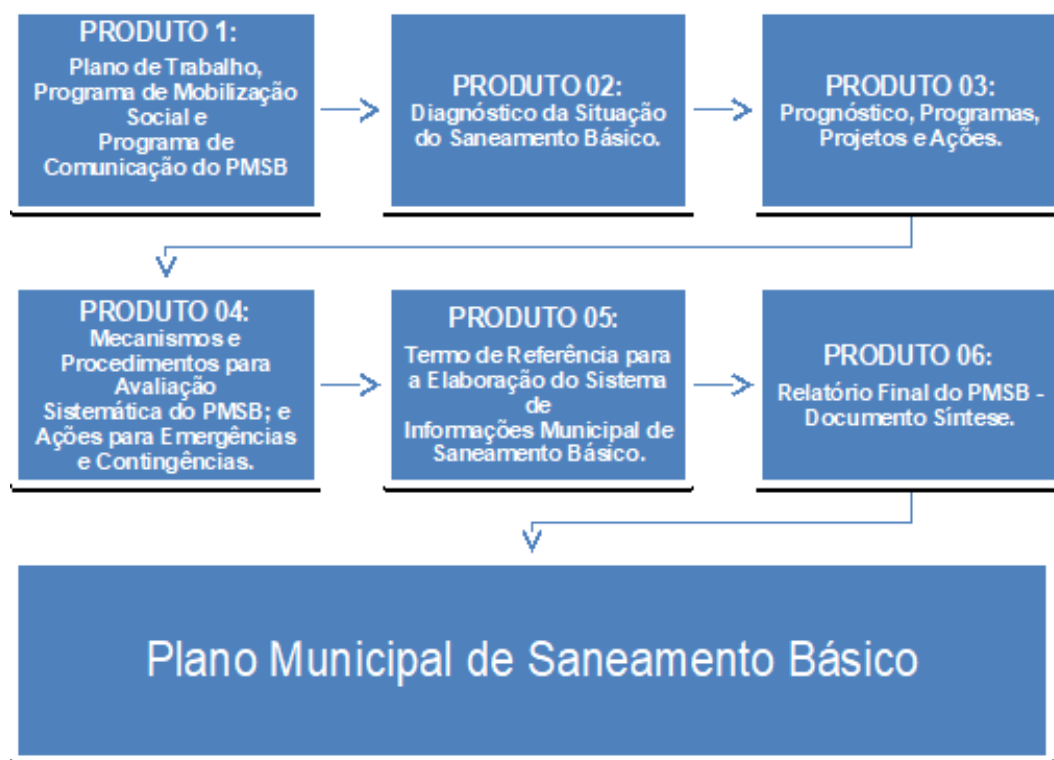 PRODUTO 1:
Plano de Trabalho,
Programa de Mobilização
Social e
Programa de
Comunicação do PMSB
PRODUTO 02:
Diagnóstico da Situação
do Saneamento Básico.
PRODUTO 03:
Prognóstico, Programas,
Projetos e Ações.
PRODUTO 04:
Mecanismos e
Procedimentos para
Avaliação
Sistemática do PMSB; e
Ações para Emergências
e Contingências.
PRODUTO 05:
Termo de Referência para
a Elaboração do Sistema
de
Informações Municipal de
Saneamento Básico.
PRODUTO 06:
Relatório Final do PMSB -
Documento Síntese.
Plano Municipal de Saneamento Básico